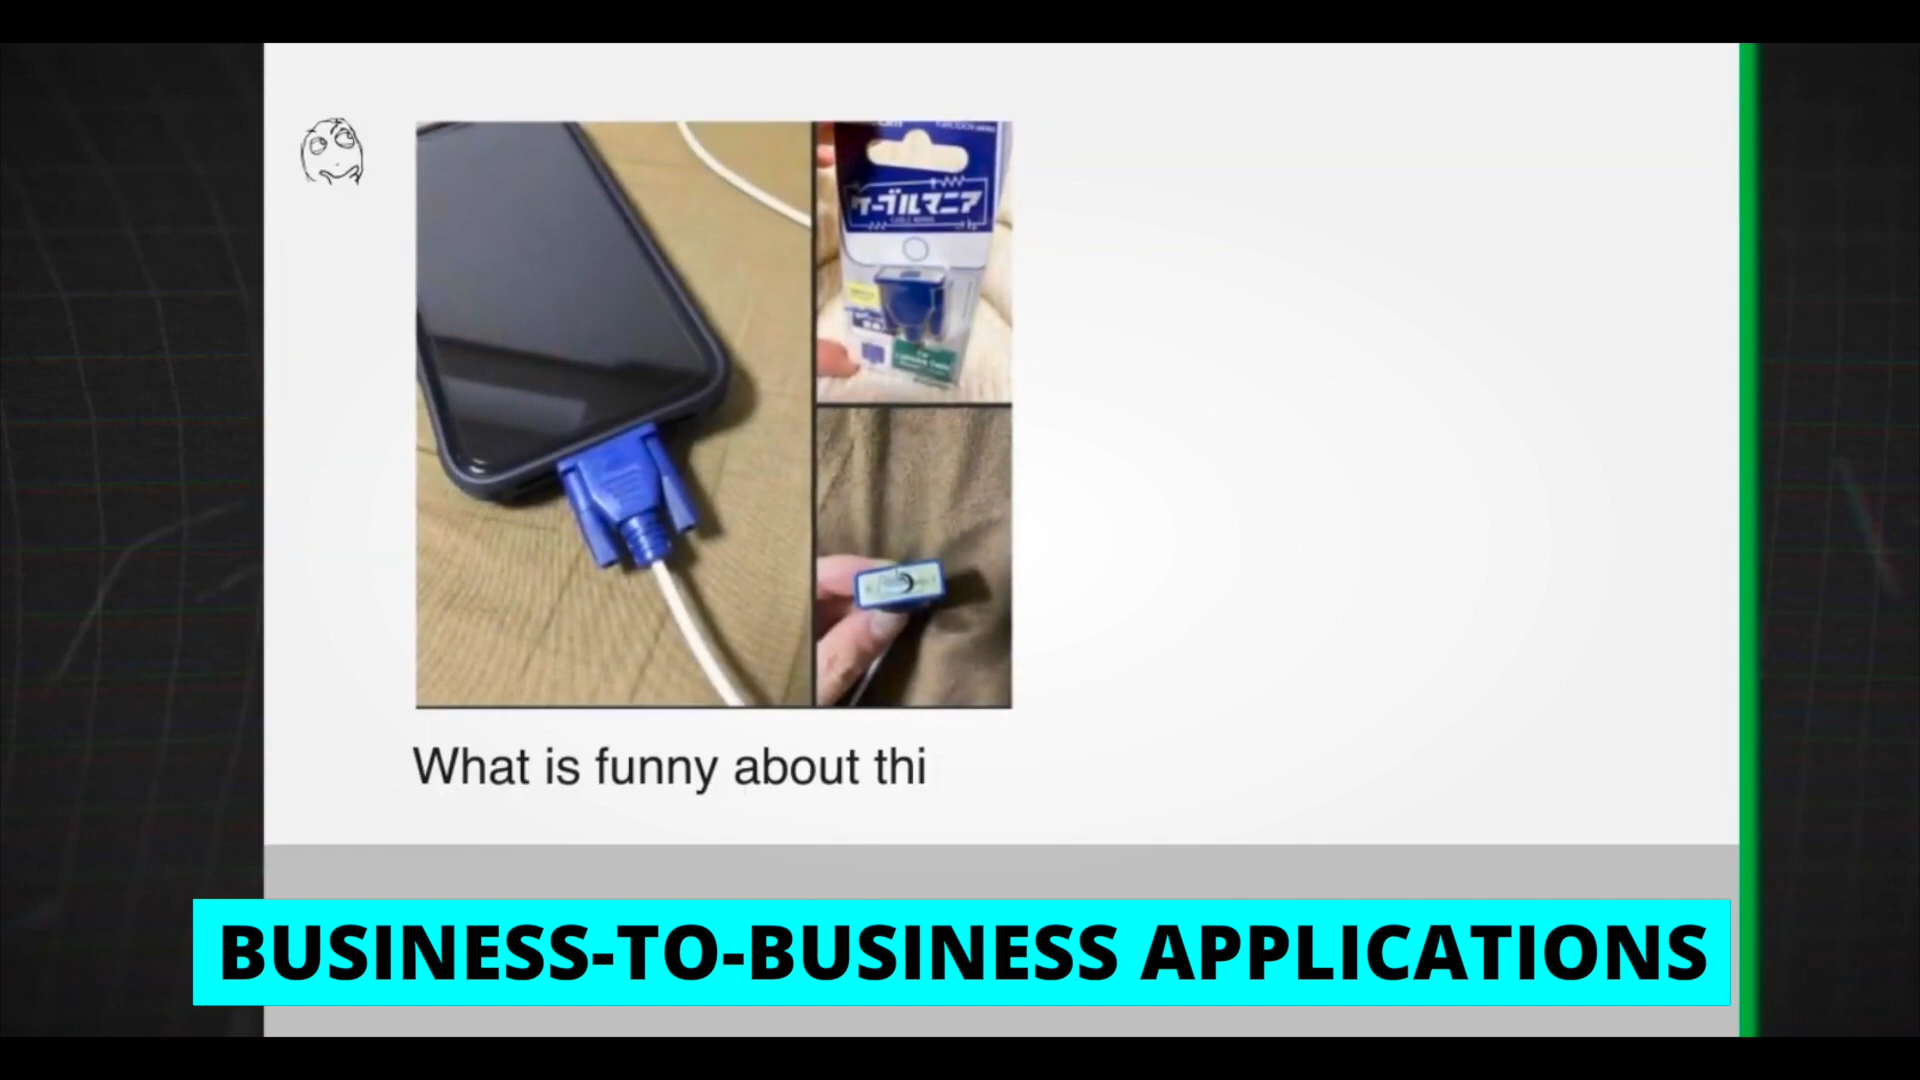 ケーブルマニア
What is funny about thi
BUSINESS-TO-BUSINESS APPLICATIONS